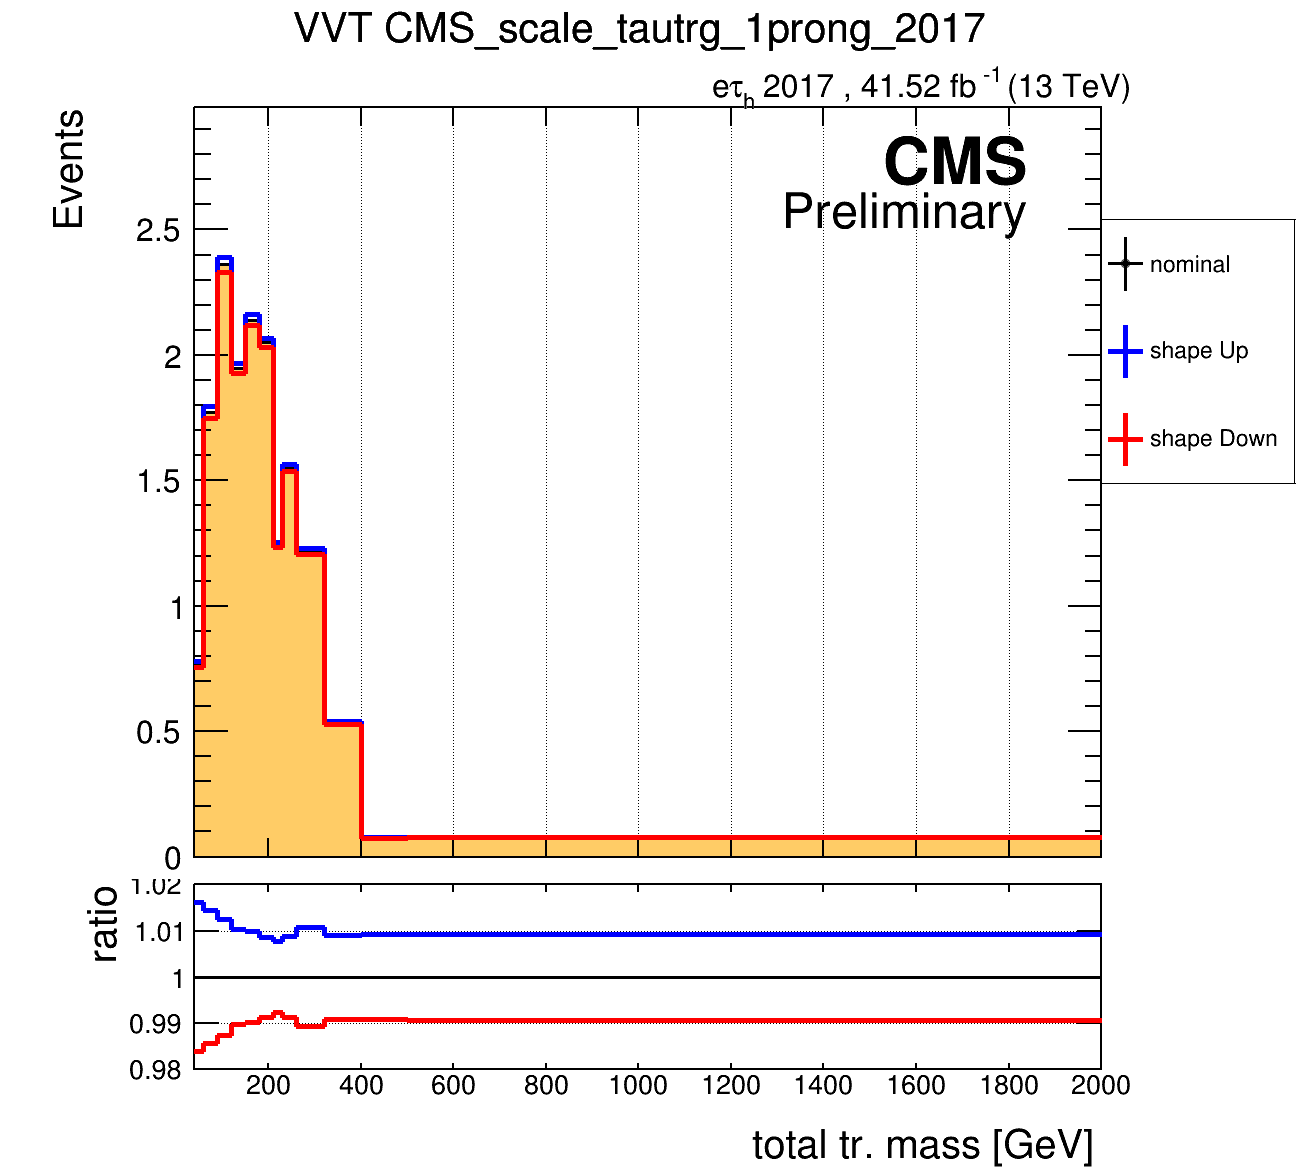 VVT CMS_scale_tautrg_1prong_2017
eτh 2017 , 41.52 fb -1 (13 TeV)
Events
CMS
Preliminary
2.5
2
1.5
1
0.5
0
nominal
shape Up
shape Down
ratio
1.02
1.01
1
0.99
0.98
200 400 600 800 1000 1200 1400 1600 1800 2000
total tr. mass [GeV]